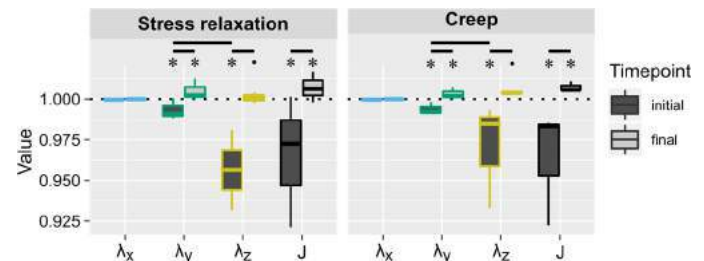 Stress relaxation
Creep
* * * · * *
* * * · * *
Timepoint
initial
final
Value
1.000
0.975
0.950
0.925
λx λy λz J
λx λy λz J